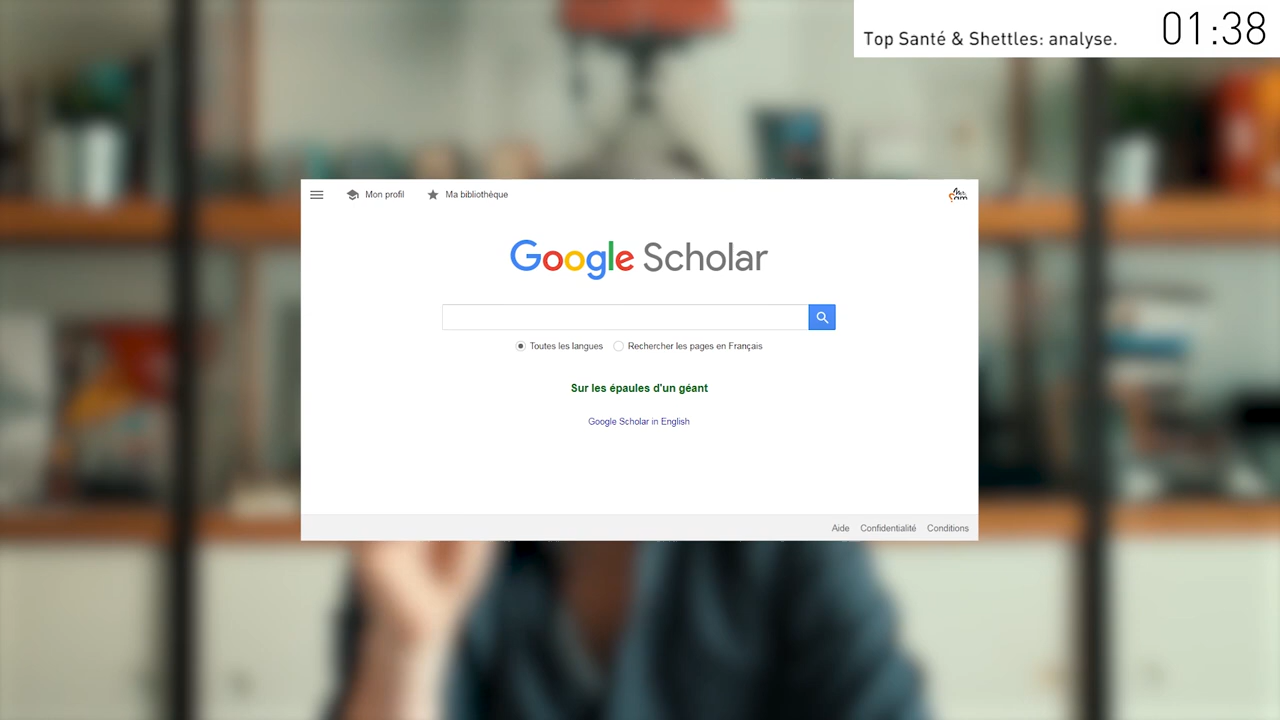 Top Santé & Shettles: analyse. 01:38
Mon profil Ma bibliothèque
Google Scholar
Toutes les langues Rechercher les pages en Français
Sur les épaules d'un géant
Google Scholar in English
Aide Confidentialité Conditions